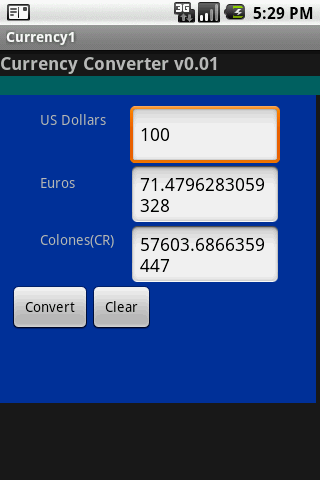 3G
5:29 PM
Currency1
Currency Converter v0.01
US Dollars
100
Euros
71.4796283059
328
Colones(CR)
57603.6866359
447
Convert Clear